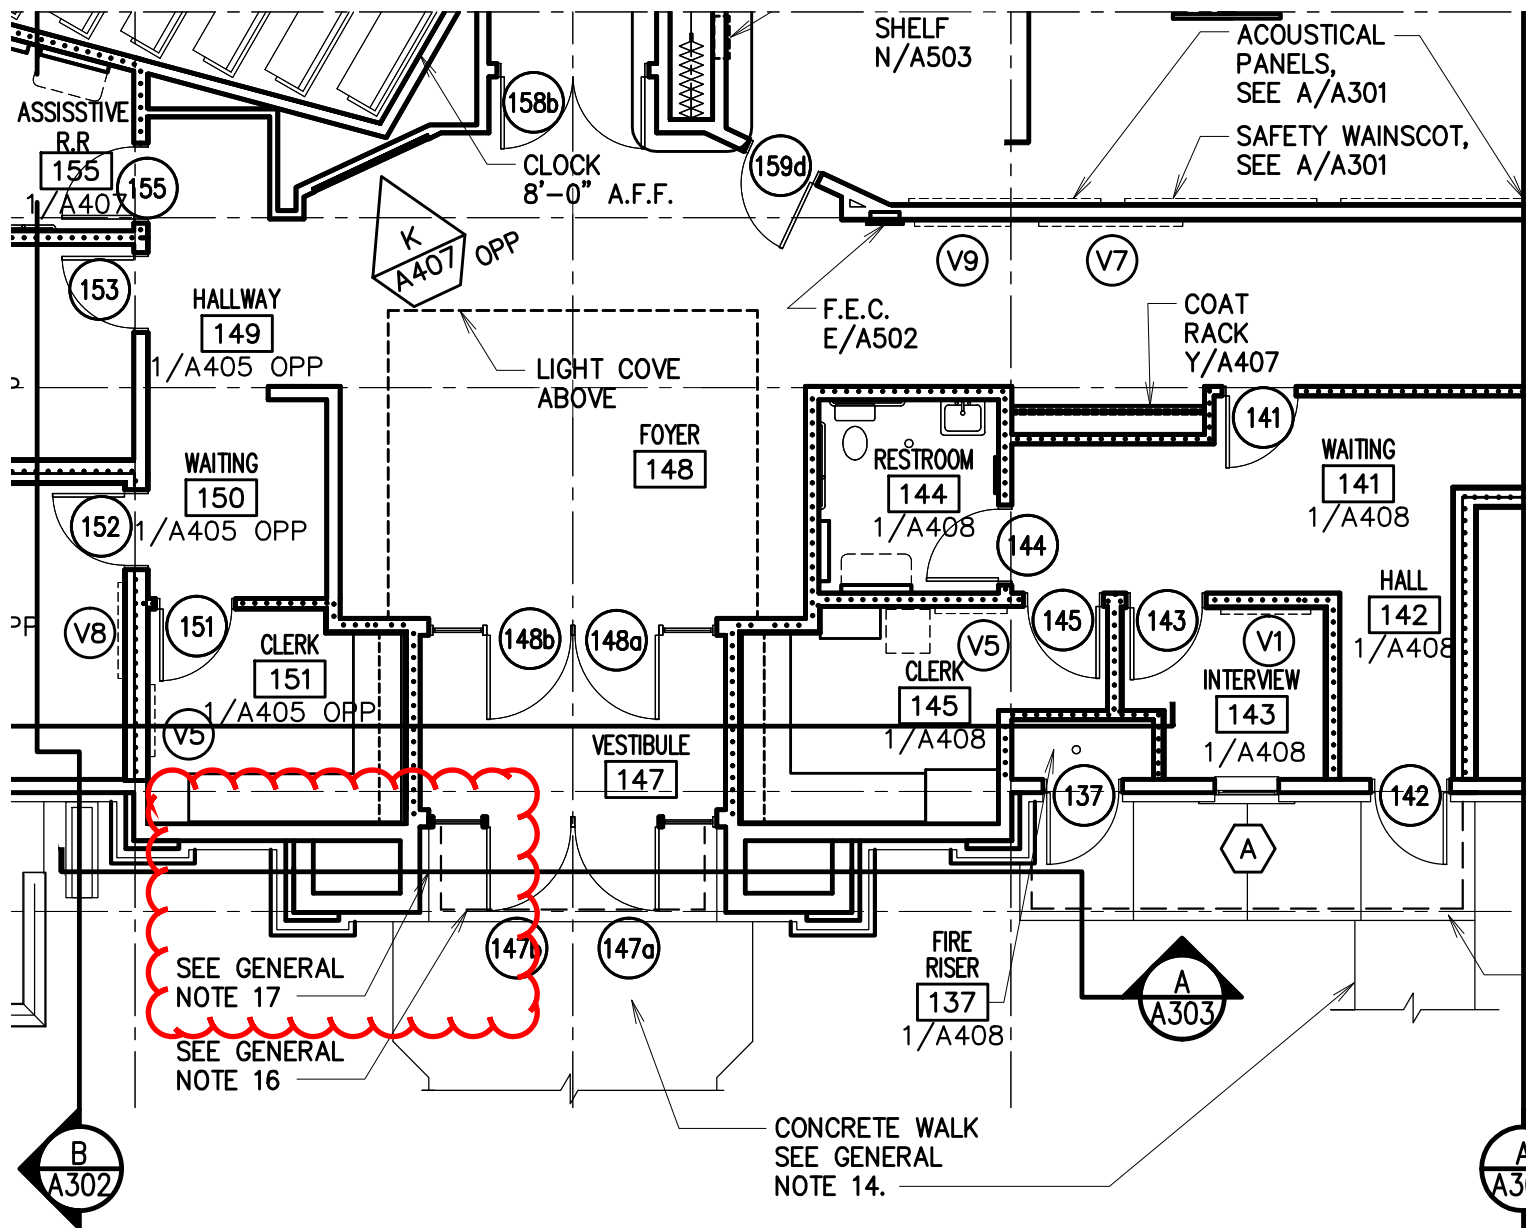 SHELF
N/A503
ACOUSTICAL
PANELS,
SEE A/A301
SAFETY WAINSCOT,
SEE A/A301
ASSISSTIVE
R.R
155
1/A407
155
158b
CLOCK
8'-0" A.F.F.
159d
K
A407 OPP
V9
V7
153
HALLWAY
149
1/A405 OPP
F.E.C.
E/A502
COAT
RACK
Y/A407
LIGHT COVE
ABOVE
FOYER
148
141
WAITING
150
1/A405 OPP
152
RESTROOM
144
1/A408
144
WAITING
141
1/A408
HALL
142
1/A408
PP
V8
151
CLERK
151
1/A405 OPP
V5
148b
148a
V5
145
143
V1
CLERK
145
1/A408
INTERVIEW
143
1/A408
VESTIBULE
147
137
142
A
147b
147a
SEE GENERAL
NOTE 17
SEE GENERAL
NOTE 16
FIRE
RISER
137
1/A408
A
A303
CONCRETE WALK
SEE GENERAL
NOTE 14.
B
A302